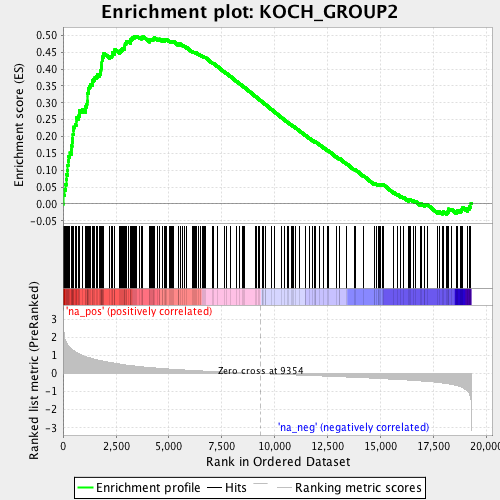 Enrichment plot: KOCH_GROUP2
Enrichment score (ES)
0.50
0.45
0.40
0.35
0.30
0.25
0.20
0.15
0.10
0.05
0.00
-0.05
'na_pos' (positively correlated)
Ranked list metric (PreRanked)
3
2
1
0
-1
-2
-3
Zero cross at 9354
'na_neg' (negatively correlated)
0
2,500
5,000
7,500
10,000
12,500
15,000
17,500
20,000
Rank in Ordered Dataset
Enrichment profile
Hits
Ranking metric scores